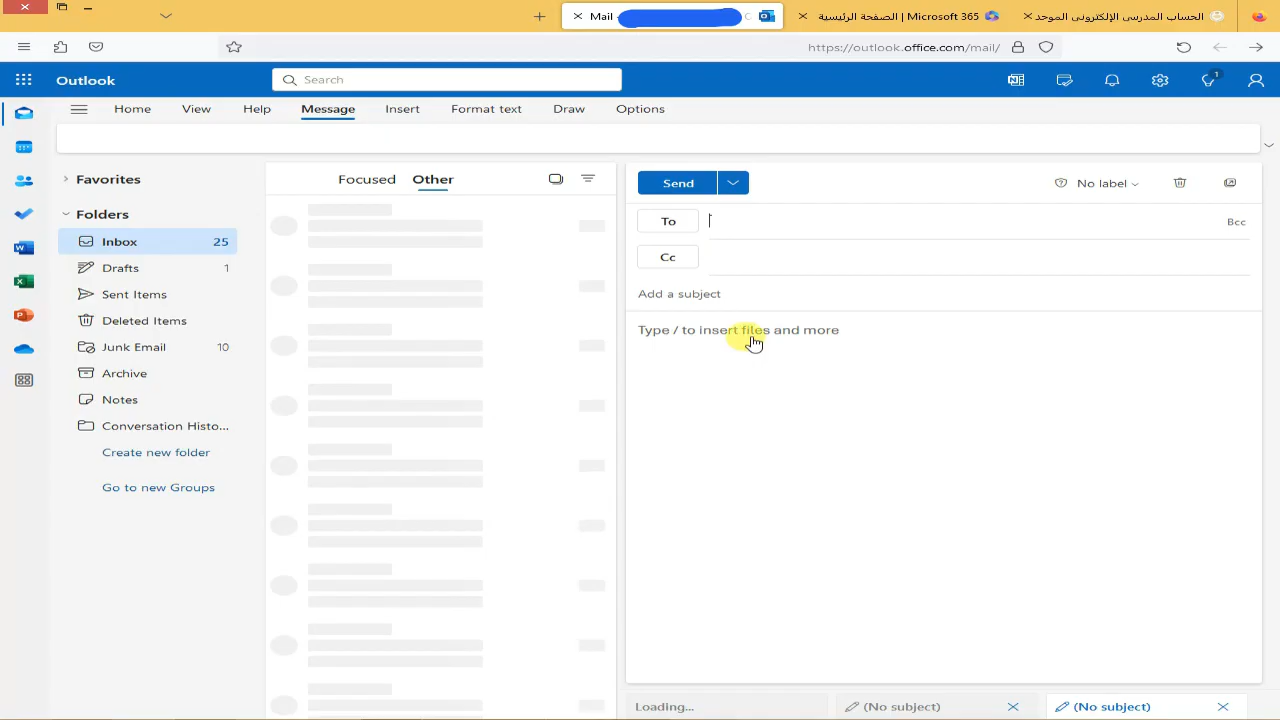 Mail
الصفحة الرئيسية | Microsoft 365
الحساب المدرسى الإلكترونى الموحد
https://outlook.office.com/mail/
Outlook
Search
1
Home
View
Help
Message
Insert
Format text
Draw
Options
Favorites
Folders
Inbox 25
Drafts 1
Sent Items
Deleted Items
Junk Email 10
Archive
Notes
Conversation Histo...
Create new folder
Go to new Groups
Focused
Other
Send
No label
To
Bcc
Cc
Add a subject
Type / to insert files and more
Loading...
(No subject)
(No subject)